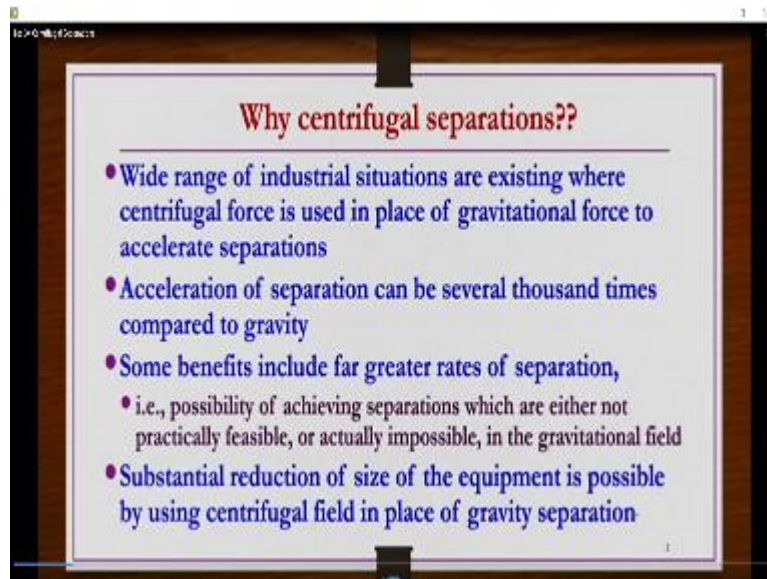 Why centrifugal separations??
•Wide range of industrial situations are existing where
centrifugal force is used in place of gravitational force to
accelerate separations
•Acceleration of separation can be several thousand times
compared to gravity
•Some benefits include far greater rates of separation,
• i.e., possibility of achieving separations which are either not
practically feasible, or actually impossible, in the gravitational field
•Substantial reduction of size of the equipment is possible
by using centrifugal field in place of gravity separation